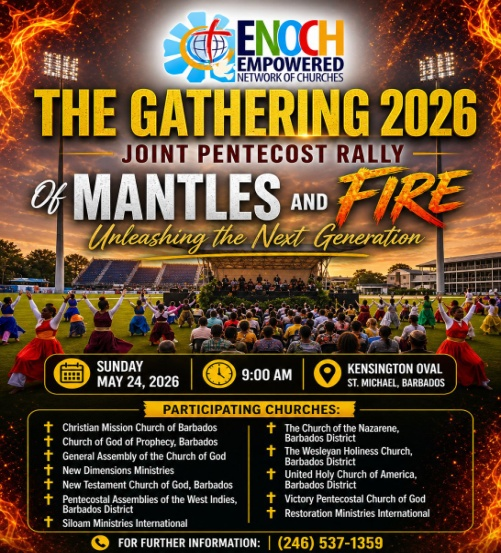 ENOCH
EMPOWERED
NETWORK OF CHURCHES
THE GATHERING 2026
JOINT PENTECOST RALLY
Of MANTLES AND FIRE
Unleashing the Next Generation
SUNDAY
MAY 24, 2026
9:00 AM
KENSINGTON OVAL
ST. MICHAEL, BARBADOS
PARTICIPATING CHURCHES:
Christian Mission Church of Barbados
Church of God of Prophecy, Barbados
General Assembly of the Church of God
New Dimensions Ministries
New Testament Church of God, Barbados
Pentecostal Assemblies of the West Indies,
Barbados District
Siloam Ministries International
The Church of the Nazarene,
Barbados District
The Wesleyan Holiness Church,
Barbados District
United Holy Church of America,
Barbados District
Victory Pentecostal Church of God
Restoration Ministries International
FOR FURTHER INFORMATION: | (246) 537-1359